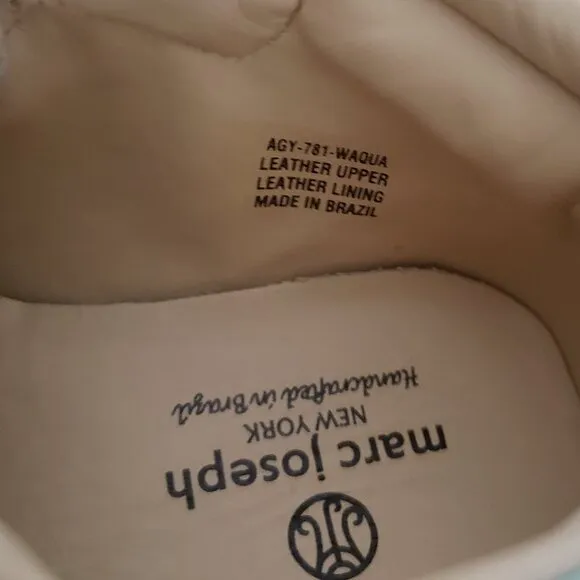 AGY-781-WAQUA
LEATHER UPPER
LEATHER LINING
MADE IN BRAZIL
marc joseph
NEW YORK
Handcrafted in Brazil